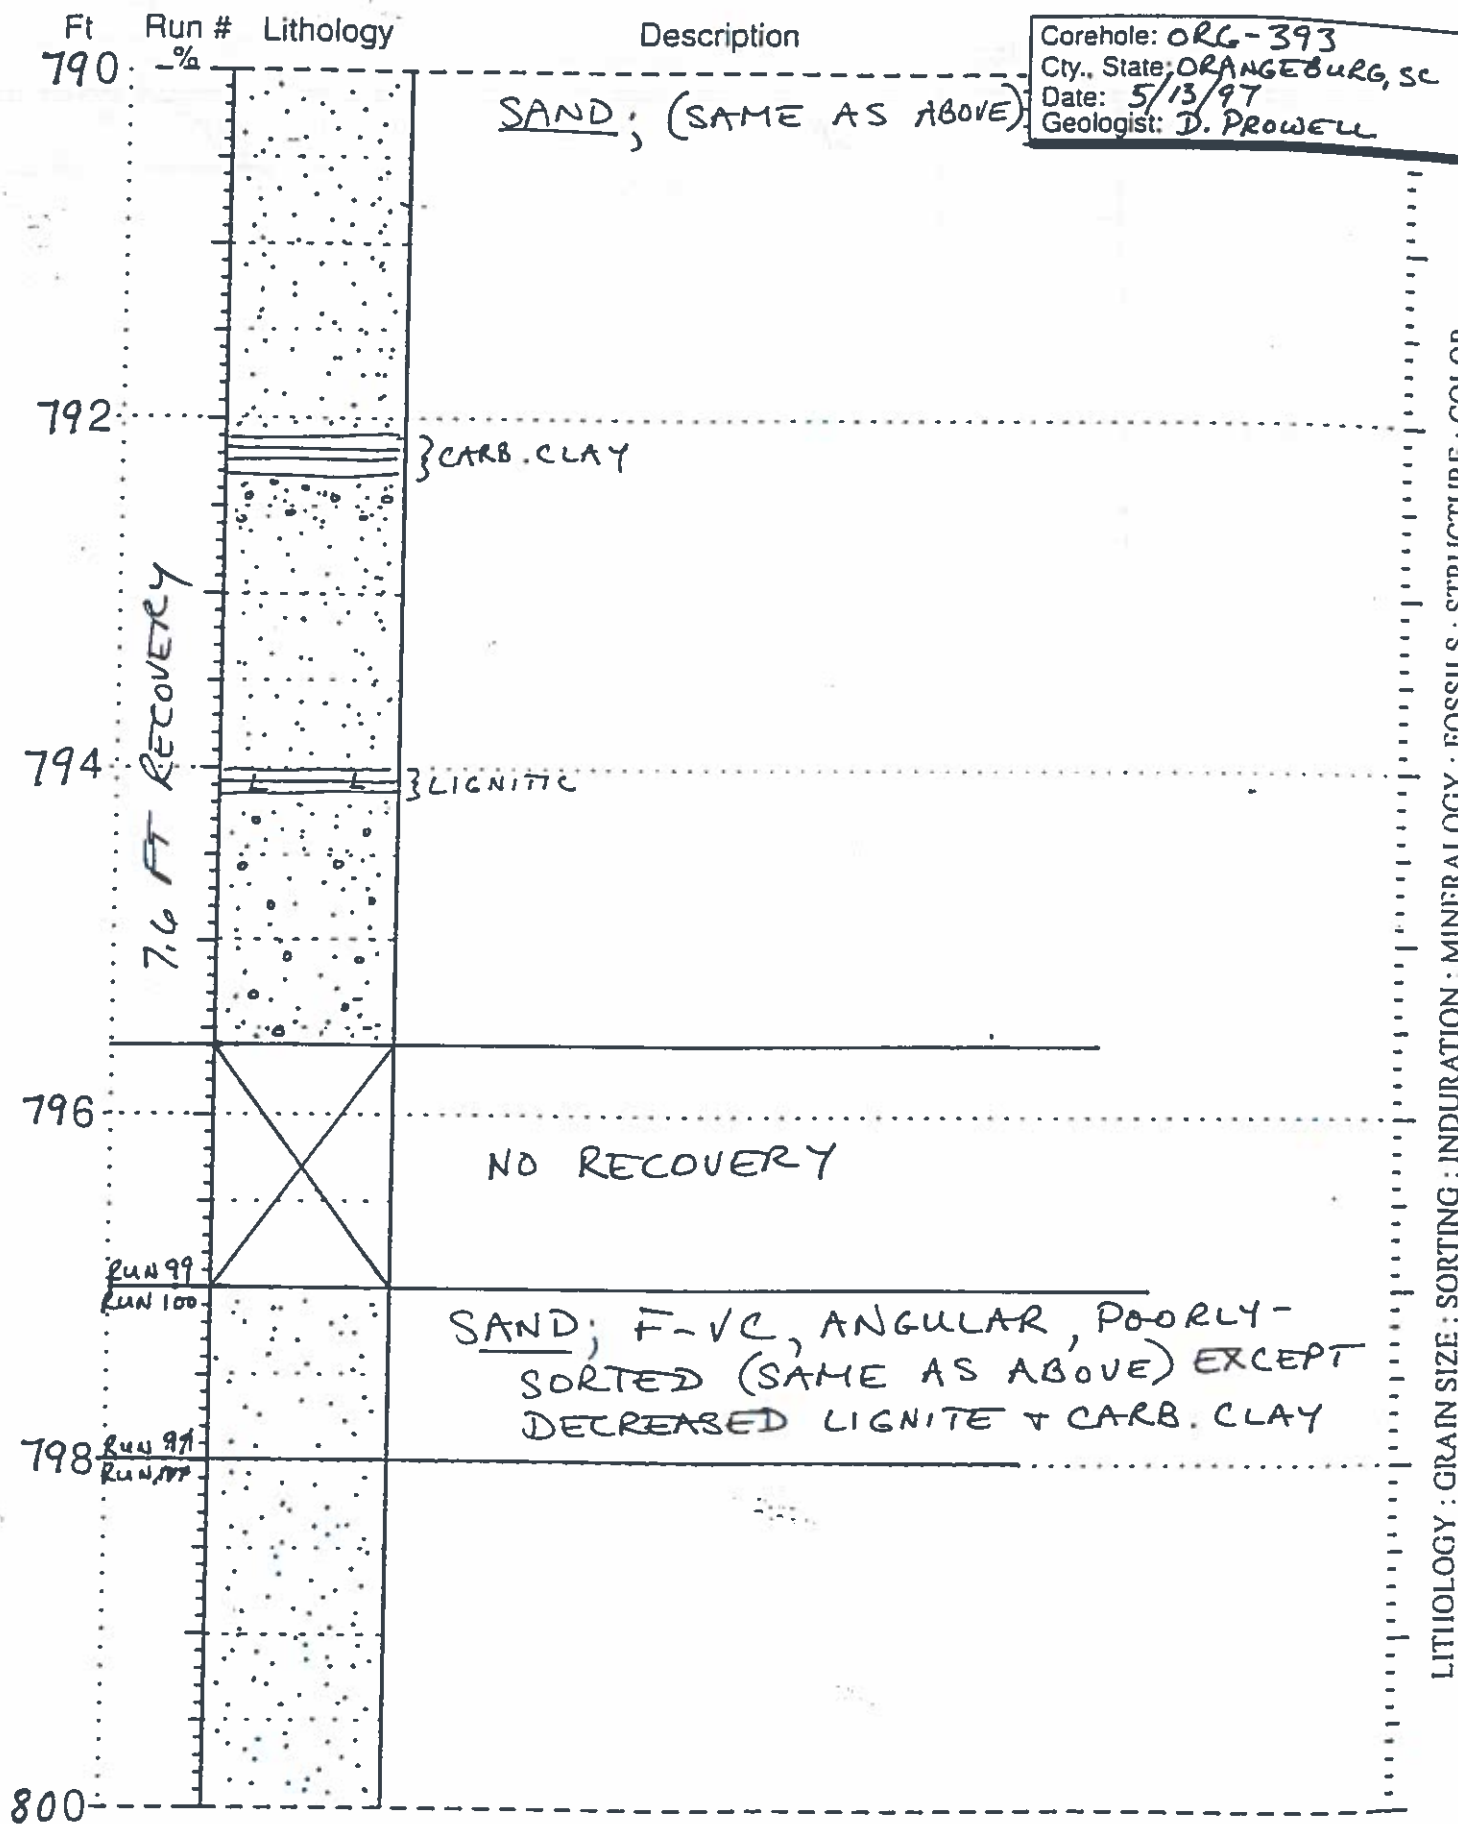 Ft Run # Lithology Description
-%
Corehole: ORG-393
Cty., State: ORANGEBURG, SC
Date: 5/13/97
Geologist: D. PROWELL
790
SAND; (SAME AS ABOVE)
792
}CARB. CLAY
7.6 FT RECOVERY
794
}LIGNITIC
L L
796
NO RECOVERY
RUN 99
RUN 100
SAND; F-VC, ANGULAR, POORLY-
SORTED (SAME AS ABOVE) EXCEPT
DECREASED LIGNITE + CARB. CLAY
798
RUN
RUN
800
LITHOLOGY : GRAIN SIZE : SORTING : INDURATION : MINERALOGY : FOSSILS : STRUCTURE : COLOR